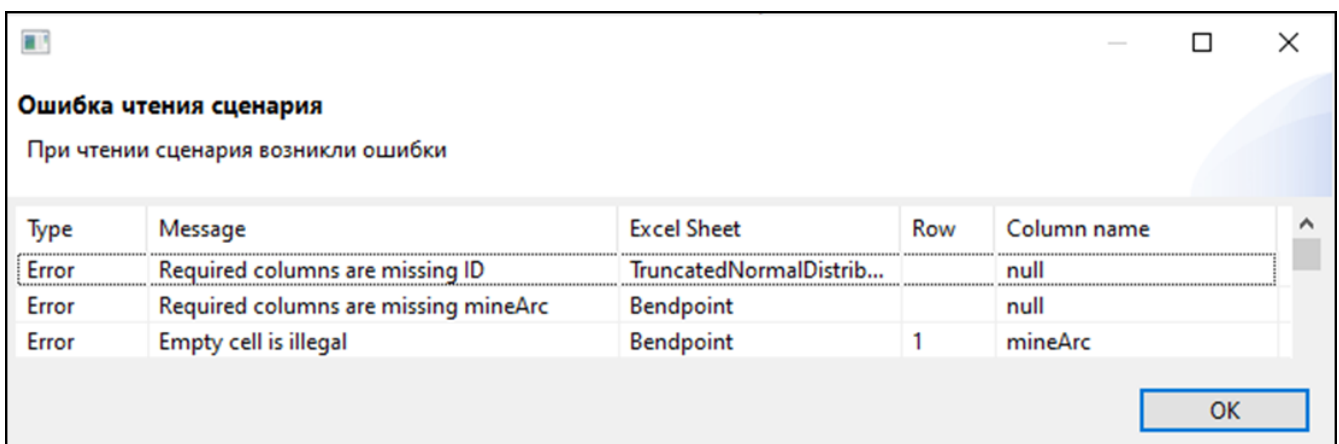 Ошибка чтения сценария
При чтении сценария возникли ошибки
Type Message Excel Sheet Row Column name
Error Required columns are missing ID TruncatedNormalDistrib... null
Error Required columns are missing mineArc Bendpoint null
Error Empty cell is illegal Bendpoint 1 mineArc
OK